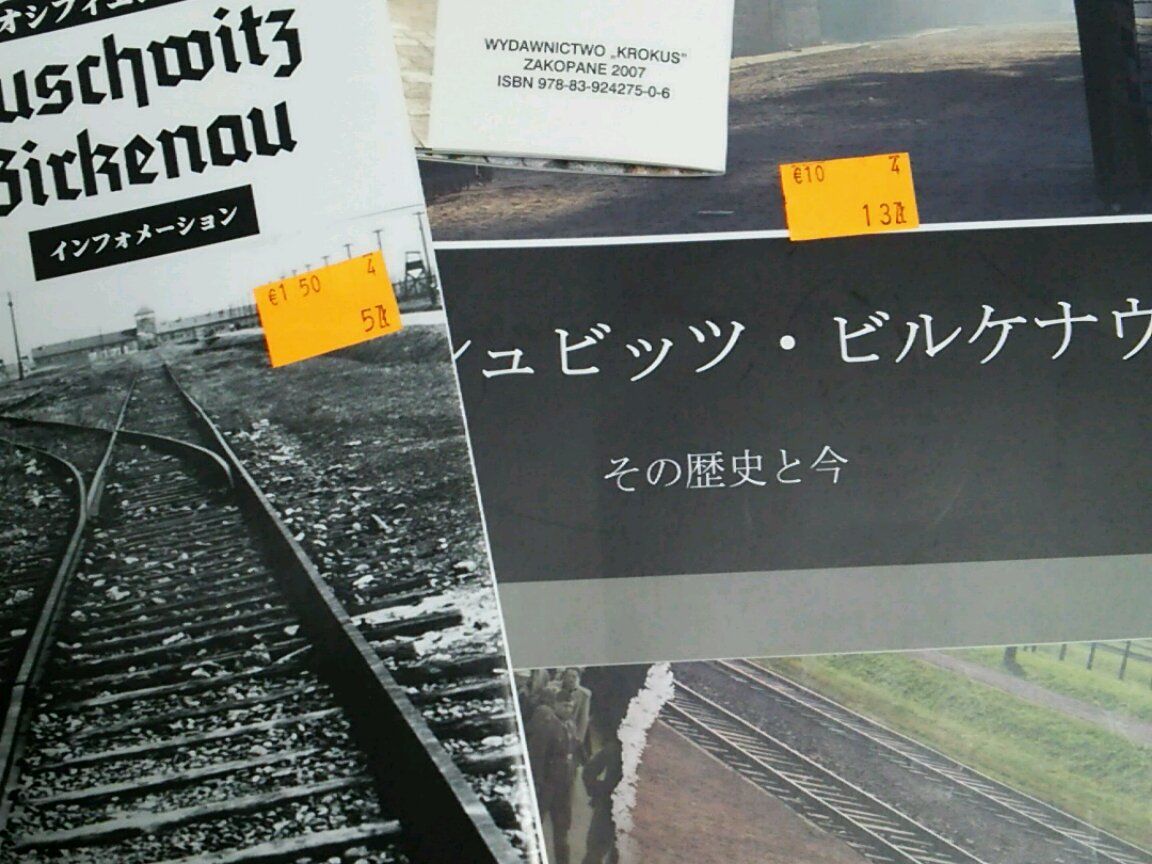 オシフィエン
uschwitz
Birkenau
インフォメーション
€1 50 4
5zł
WYDAWNICTWO „KROKUS”
ZAKOPANE 2007
ISBN 978-83-924275-0-6
€10 4
13zł
シュビッツ・ビルケナウ
その歴史と今